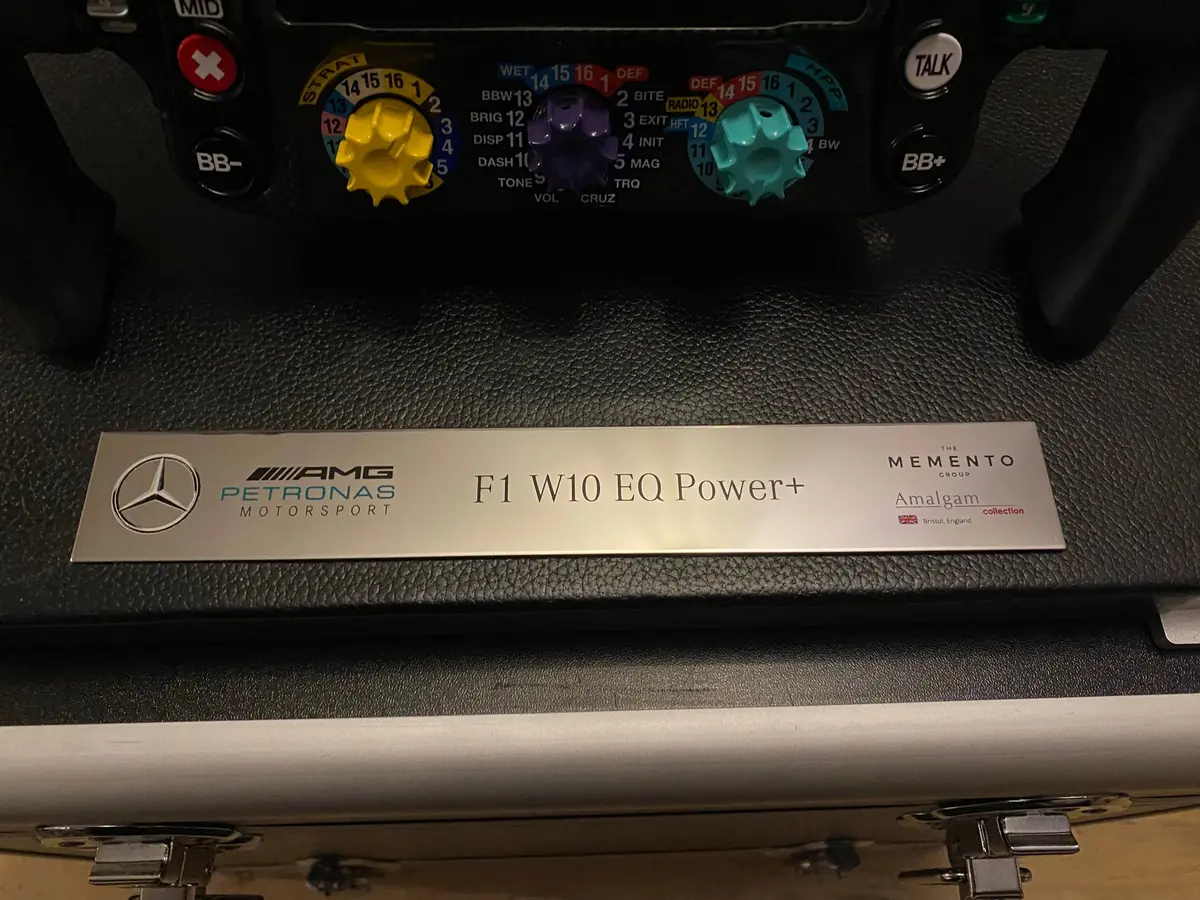 MID
TALK
BB-
BB+
STRAT
14 15 16 1
13 2
12 3
4
5
WET 14 15 16 1 DEF
BBW 13 2 BITE
BRIG 12 3 EXIT
DISP 11 4 INIT
DASH 10 5 MAG
TONE 9 TRQ
VOL CRUZ
DEF 14 15 16 1 HPP
RADIO 13 2
HFT 12 3
11 4 BW
10
9
AMG
PETRONAS
MOTORSPORT
F1 W10 EQ Power+
THE
MEMENTO
GROUP
Amalgam
collection
Bristol, England